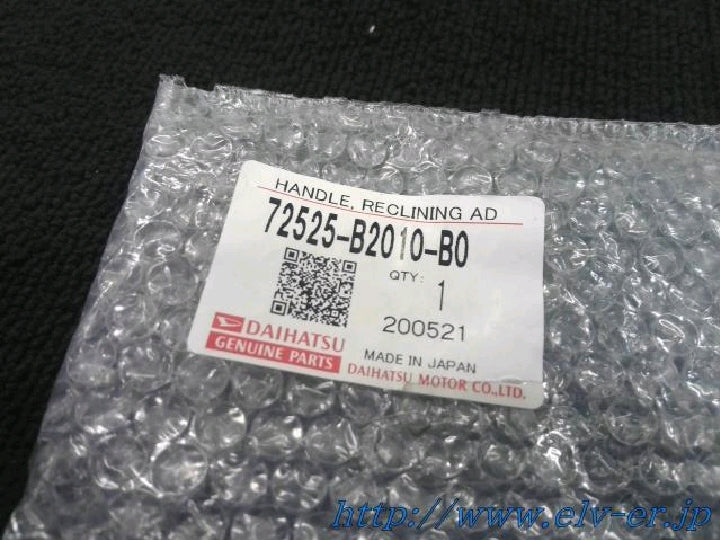 HANDLE, RECLINING AD
72525-B2010-B0
QTY: 1
200521
DAIHATSU
GENUINE PARTS
MADE IN JAPAN
DAIHATSU MOTOR CO.,LTD.
http://www.elv-er.jp